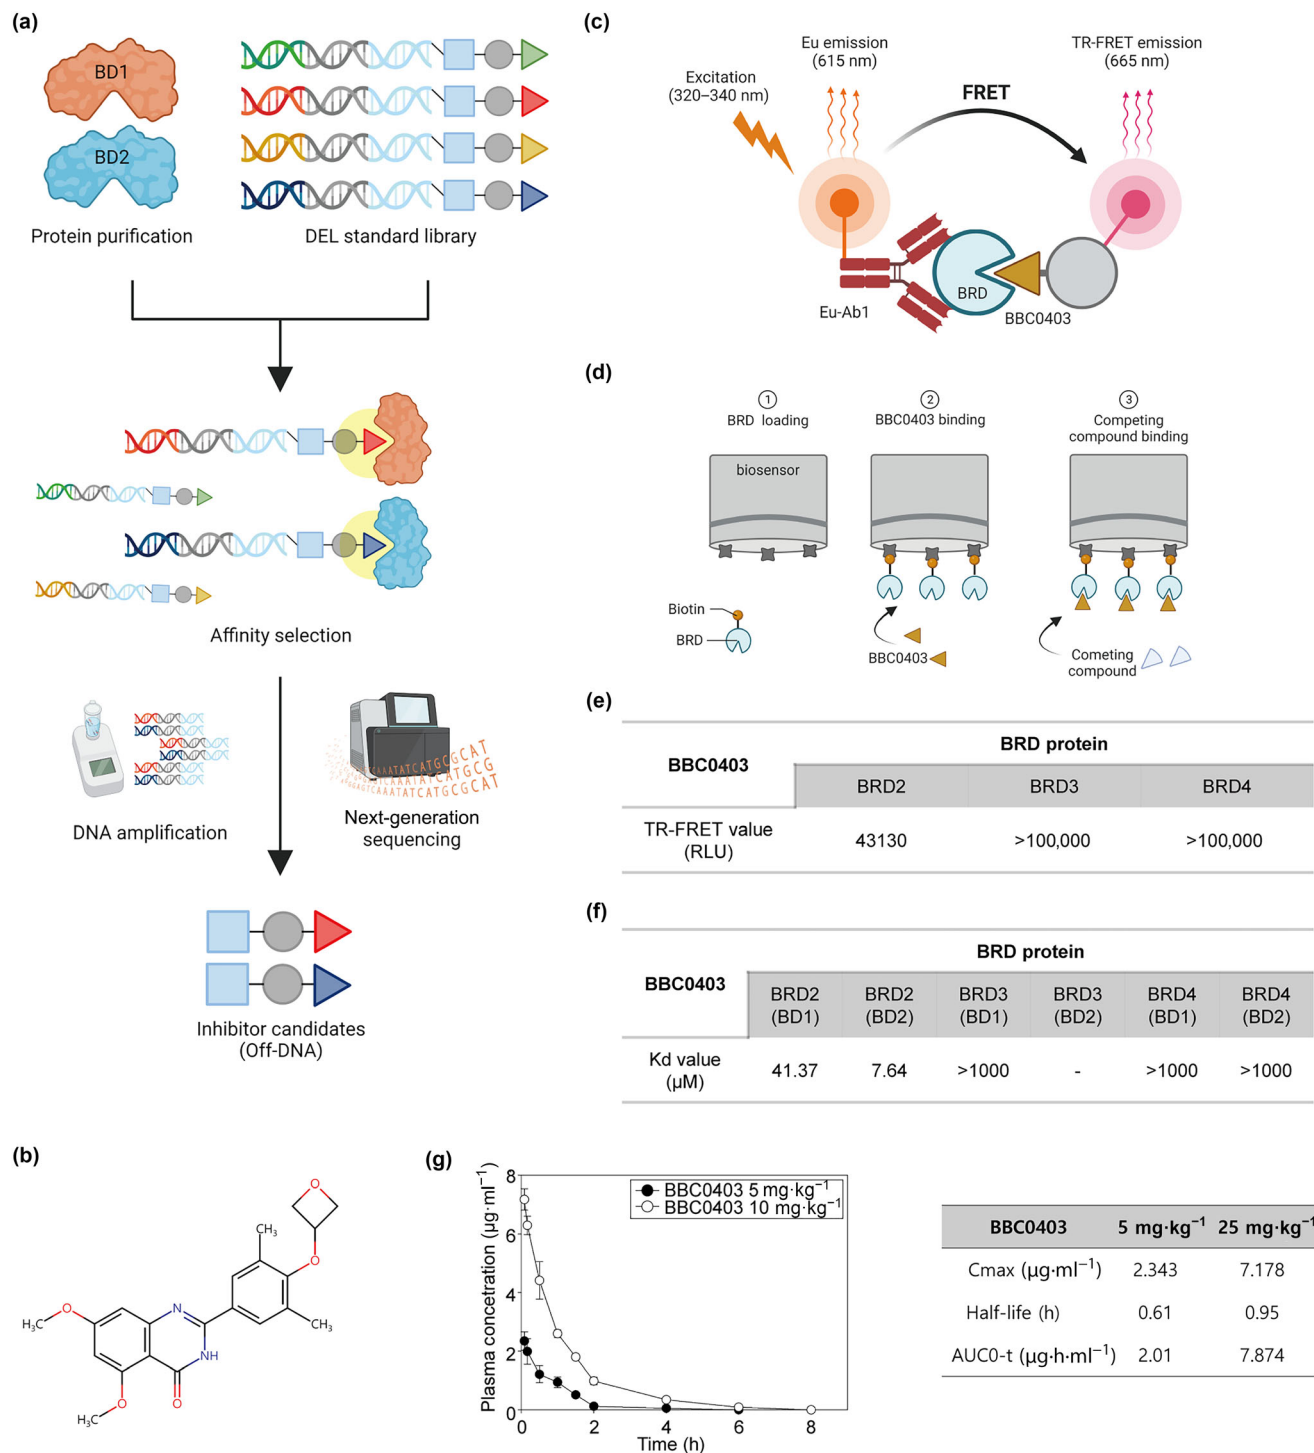 (a)
BD1
BD2
Protein purification
DEL standard library
Affinity selection
DNA amplification
AAATATCATGCGCAT
TCAAATATCATGCG
GAGTCAAATATCATGCGCAT
Next-generation
sequencing
Inhibitor candidates
(Off-DNA)
(b)
O
CH₃
O
O
H₃C
N
NH
CH₃
O
H₃C
O
(c)
Eu emission
(615 nm)
TR-FRET emission
(665 nm)
Excitation
(320–340 nm)
FRET
BRD
Eu-Ab1
BBC0403
(d)
1
BRD loading
2
BBC0403 binding
3
Competing
compound binding
biosensor
Biotin
BRD
BBC0403
Cometing
compound
(e)
BBC0403
BRD protein
BRD2 BRD3 BRD4
TR-FRET value
(RLU)
43130 >100,000 >100,000
(f)
BBC0403
BRD protein
BRD2
(BD1)
BRD2
(BD2)
BRD3
(BD1)
BRD3
(BD2)
BRD4
(BD1)
BRD4
(BD2)
Kd value
(µM)
41.37 7.64 >1000 - >1000 >1000
(g)
Plasma concetration (µg·ml⁻¹)
8
6
4
2
0
BBC0403 5 mg·kg⁻¹
BBC0403 10 mg·kg⁻¹
0 2 4 6 8
Time (h)
BBC0403 5 mg·kg⁻¹ 25 mg·kg⁻¹
Cmax (µg·ml⁻¹) 2.343 7.178
Half-life (h) 0.61 0.95
AUC0-t (µg·h·ml⁻¹) 2.01 7.874